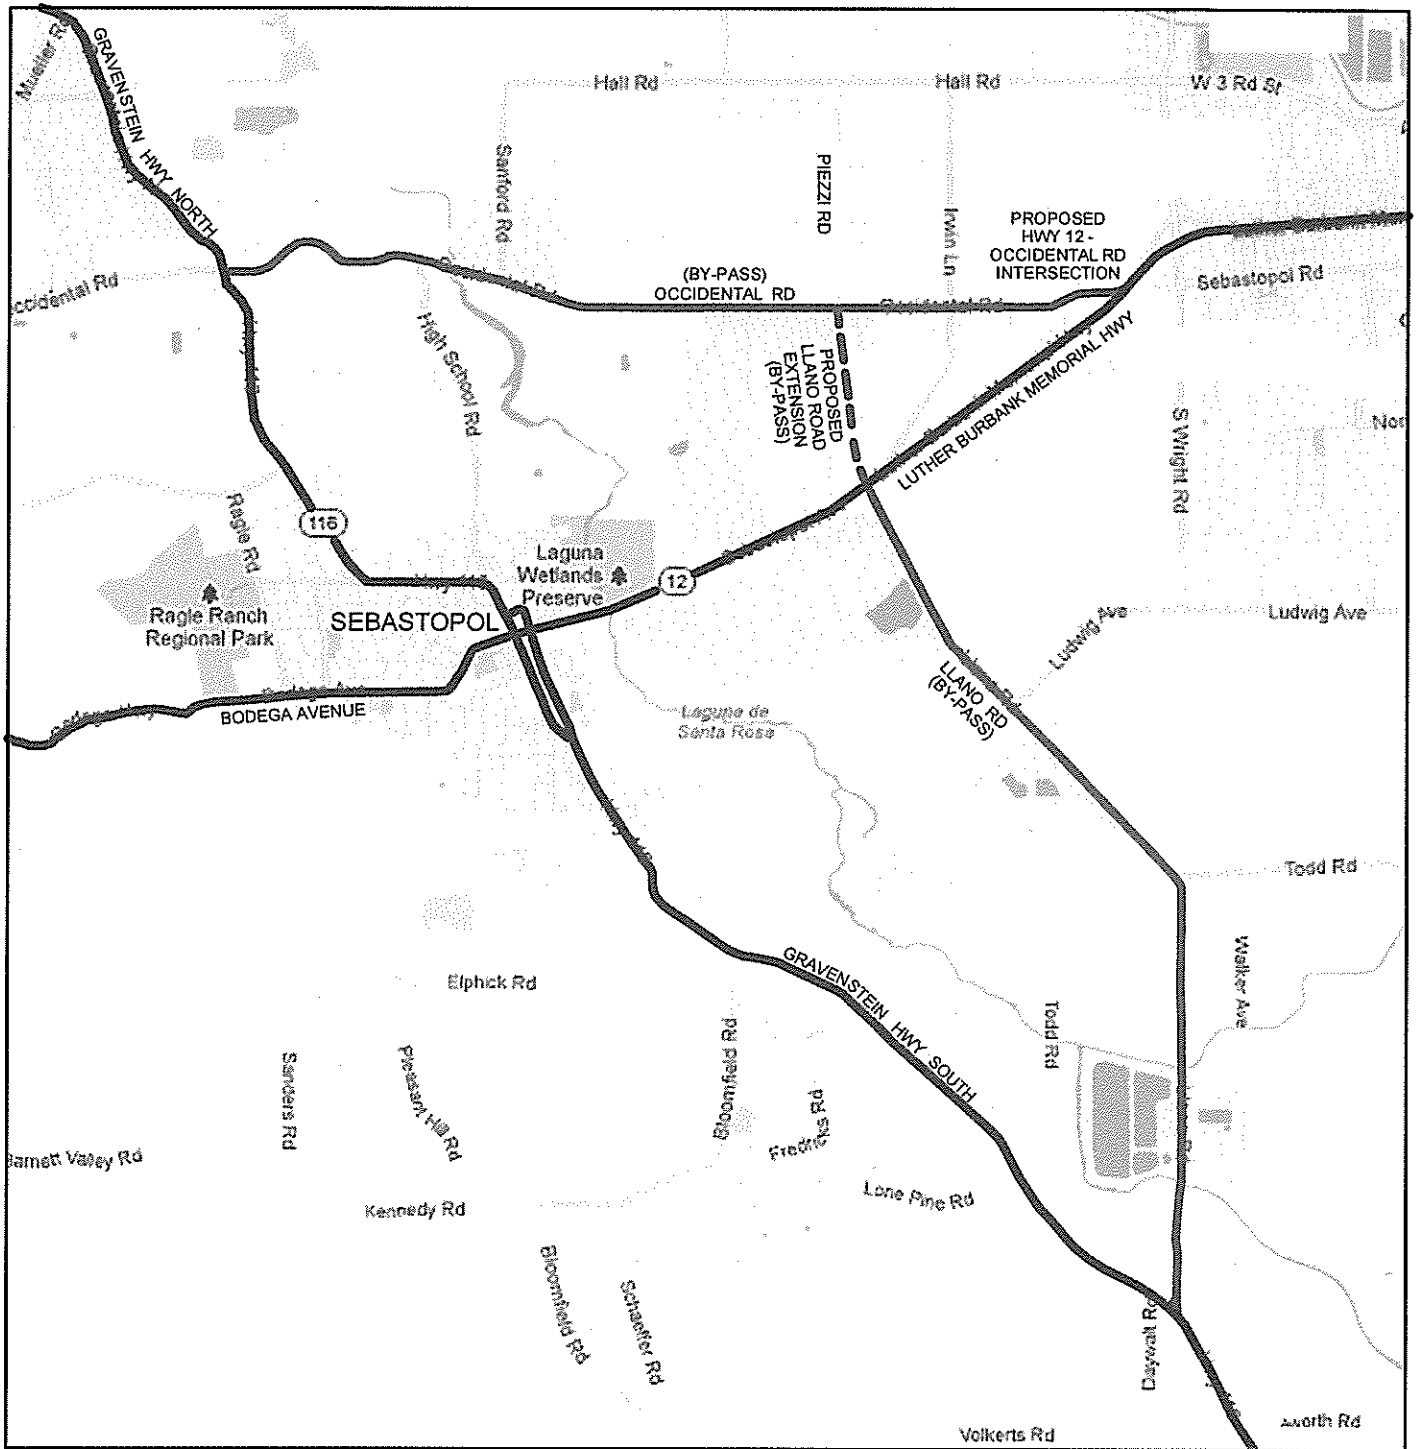 GRAVENSTEIN HWY NORTH
Hall Rd
Hall Rd
W 3 Rd St
Sanford Rd
PIEZZI RD
Irwin Ln
PROPOSED
HWY 12 -
OCCIDENTAL RD
INTERSECTION
Sebastopol Rd
(BY-PASS)
OCCIDENTAL RD
Occidental Rd
High School Rd
PROPOSED
LLANO ROAD
EXTENSION
(BY-PASS)
LUTHER BURBANK MEMORIAL HWY
S Wright Rd
Ragle Rd
116
Laguna
Wetlands
Preserve
12
Ragle Ranch
Regional Park
SEBASTOPOL
Ludwig Ave
Ludwig Ave
BODEGA AVENUE
LLANO RD
(BY-PASS)
Laguna de
Santa Rosa
Todd Rd
Elphick Rd
GRAVENSTEIN HWY SOUTH
Walker Ave
Todd Rd
Sanders Rd
Pleasant Hill Rd
Bloomfield Rd
Fredricks Rd
Barnett Valley Rd
Kennedy Rd
Lone Pine Rd
Bloomfield Rd
Schaeffer Rd
Daywalt Rd
Volkerts Rd